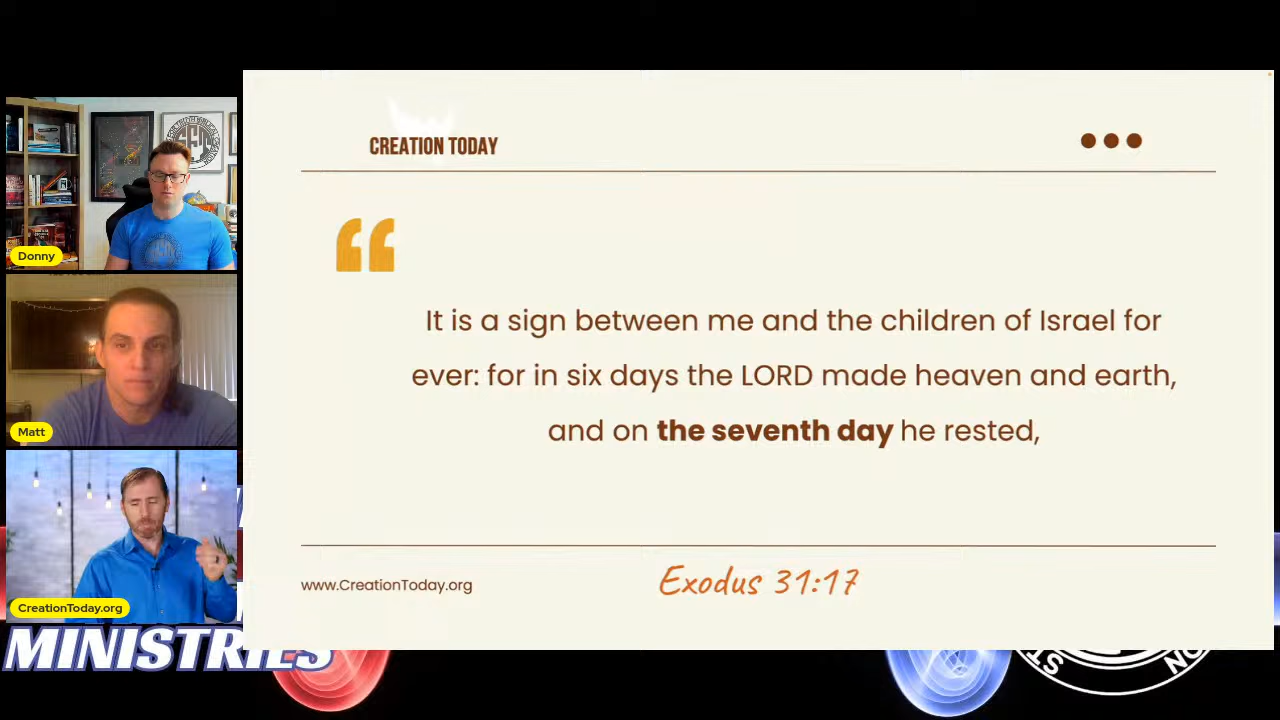 CREATION TODAY
It is a sign between me and the children of Israel for
ever: for in six days the LORD made heaven and earth,
and on the seventh day he rested,
www.CreationToday.org
Exodus 31:17
Donny
Matt
CreationToday.org
MINISTRIES